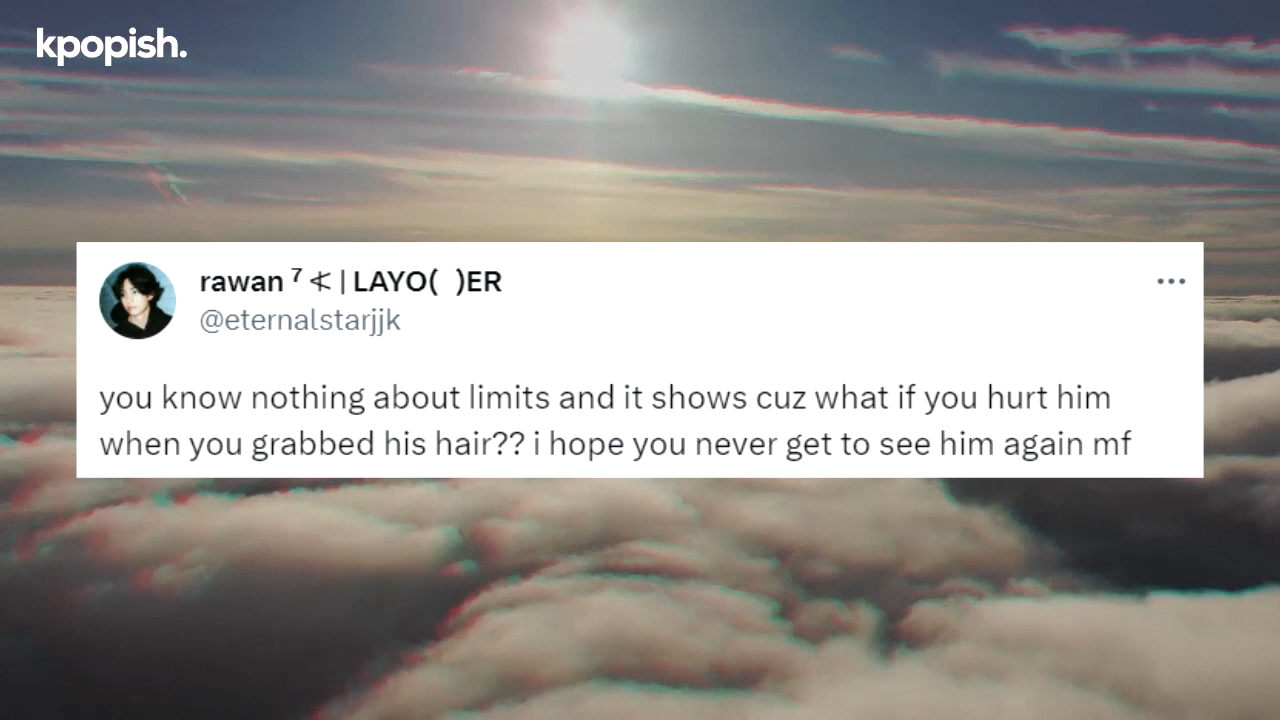 kpopish.
rawan ⁷ ⪪ | LAYO( )ER
@eternalstarjjk
you know nothing about limits and it shows cuz what if you hurt him
when you grabbed his hair?? i hope you never get to see him again mf